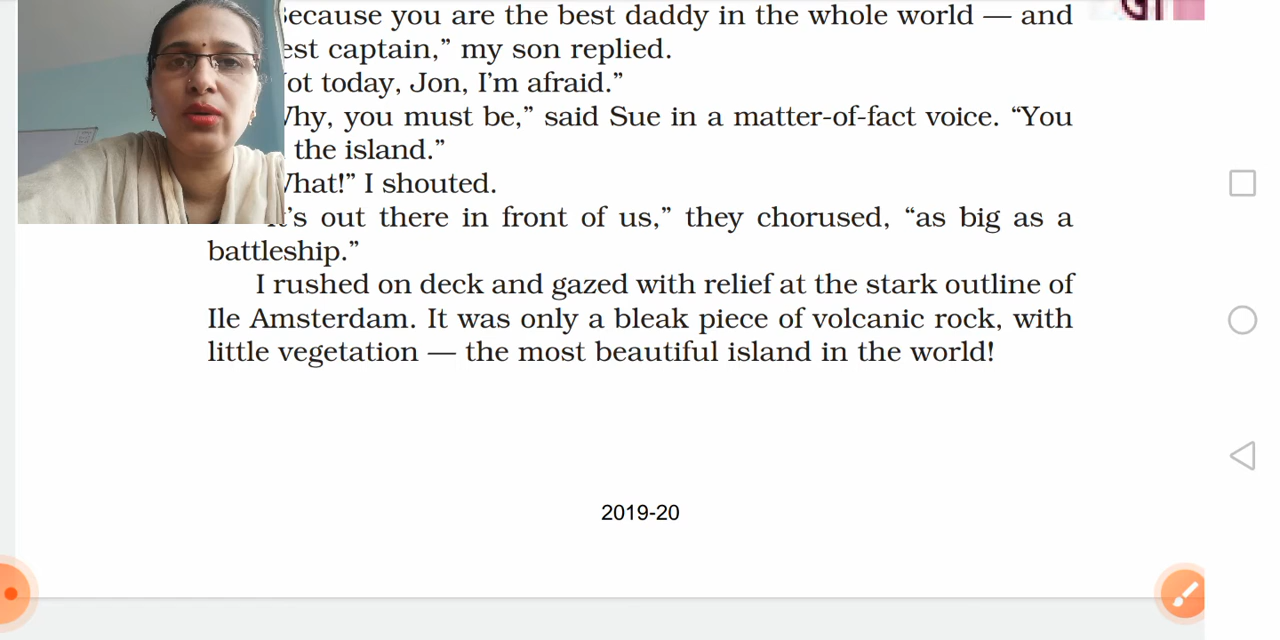 ecause you are the best daddy in the whole world — and
est captain,” my son replied.
ot today, Jon, I’m afraid.”
hy, you must be,” said Sue in a matter-of-fact voice. “You
the island.”
hat!” I shouted.
t’s out there in front of us,” they chorused, “as big as a
battleship.”
I rushed on deck and gazed with relief at the stark outline of
Ile Amsterdam. It was only a bleak piece of volcanic rock, with
little vegetation — the most beautiful island in the world!
2019-20